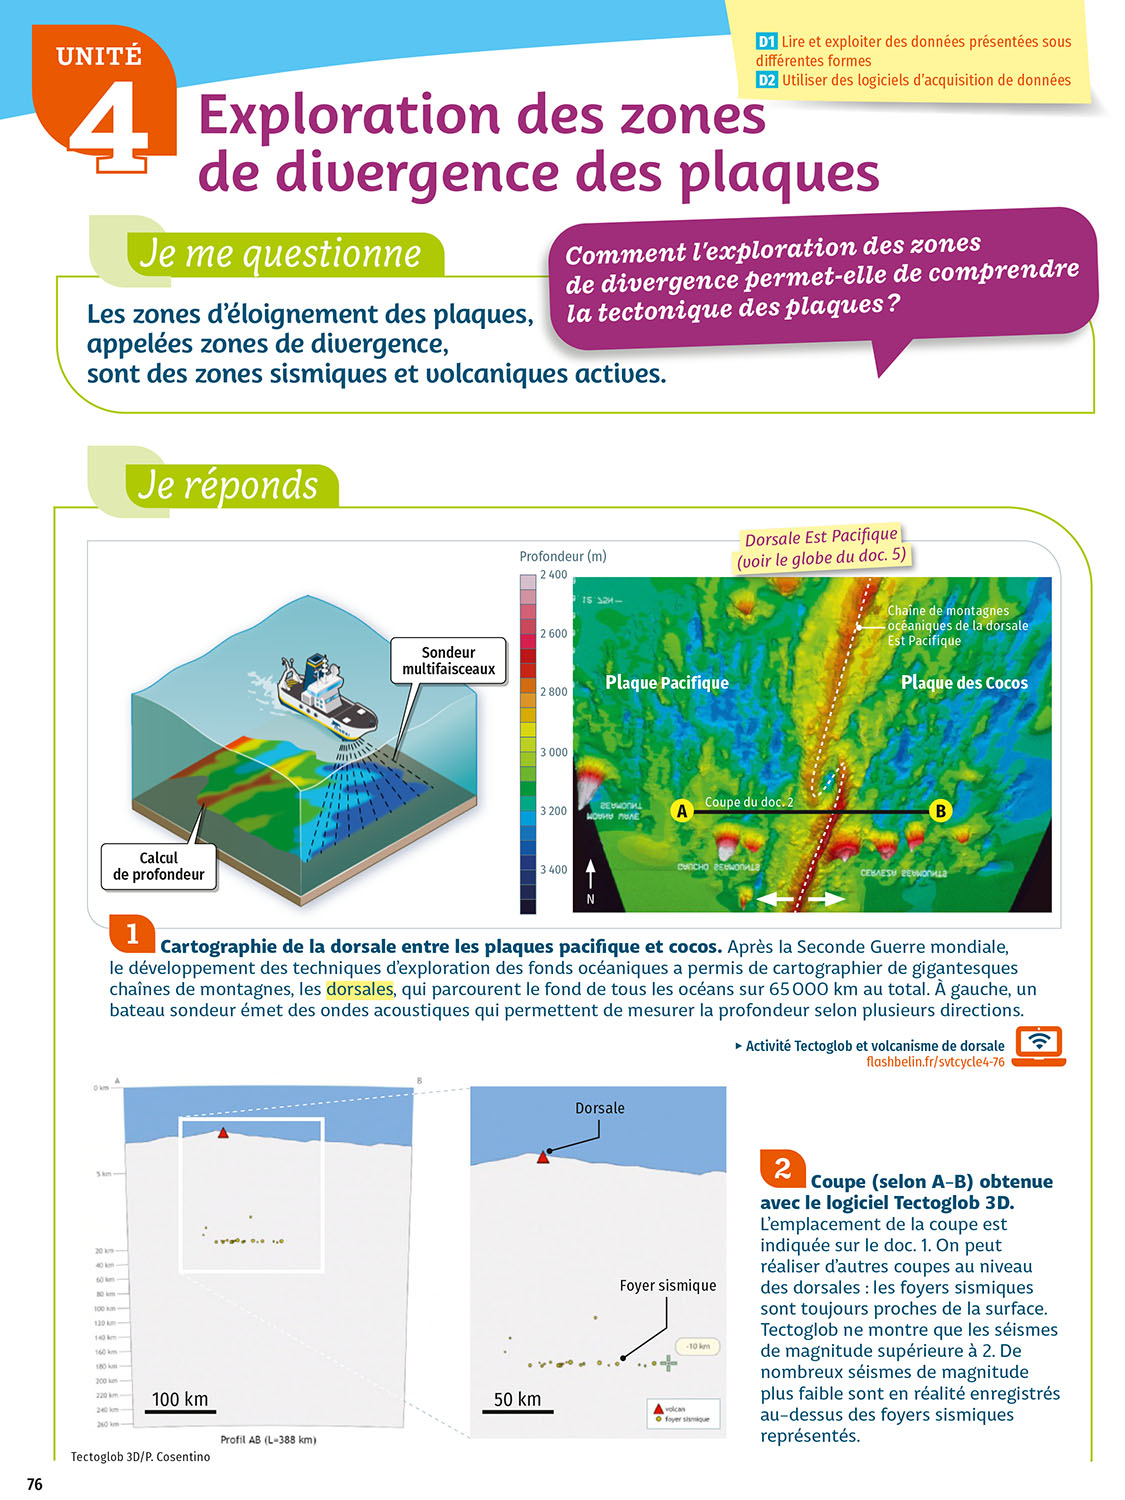 UNITÉ
4
D1 Lire et exploiter des données présentées sous
différentes formes
D2 Utiliser des logiciels d'acquisition de données
Exploration des zones
de divergence des plaques
Je me questionne
Comment l'exploration des zones
de divergence permet-elle de comprendre
la tectonique des plaques ?
Les zones d'éloignement des plaques,
appelées zones de divergence,
sont des zones sismiques et volcaniques actives.
Je réponds
Sondeur
multifaisceaux
Calcul
de profondeur
Profondeur (m)
2 400
2 600
2 800
3 000
3 200
3 400
Dorsale Est Pacifique
(voir le globe du doc. 5)
12.75N
Chaîne de montagnes
océaniques de la dorsale
Est Pacifique
Plaque Pacifique
Plaque des Cocos
A
Coupe du doc. 2
B
SEAMOUNT
MOANA WAVE
GAUCHO SEAMOUNTS
CERVEZA SEAMOUNTS
N
1 Cartographie de la dorsale entre les plaques pacifique et cocos. Après la Seconde Guerre mondiale,
le développement des techniques d'exploration des fonds océaniques a permis de cartographier de gigantesques
chaînes de montagnes, les dorsales, qui parcourent le fond de tous les océans sur 65 000 km au total. À gauche, un
bateau sondeur émet des ondes acoustiques qui permettent de mesurer la profondeur selon plusieurs directions.
▸ Activité Tectoglob et volcanisme de dorsale
flashbelin.fr/svtcycle4-76
A
B
0 km
5 km
20 km
40 km
60 km
80 km
100 km
120 km
140 km
160 km
180 km
200 km
220 km
240 km
260 km
100 km
Profil AB (L=388 km)
Tectoglob 3D/P. Cosentino
Dorsale
Foyer sismique
-10 km
50 km
volcan
foyer sismique
2 Coupe (selon A–B) obtenue
avec le logiciel Tectoglob 3D.
L'emplacement de la coupe est
indiquée sur le doc. 1. On peut
réaliser d'autres coupes au niveau
des dorsales : les foyers sismiques
sont toujours proches de la surface.
Tectoglob ne montre que les séismes
de magnitude supérieure à 2. De
nombreux séismes de magnitude
plus faible sont en réalité enregistrés
au-dessus des foyers sismiques
représentés.
76